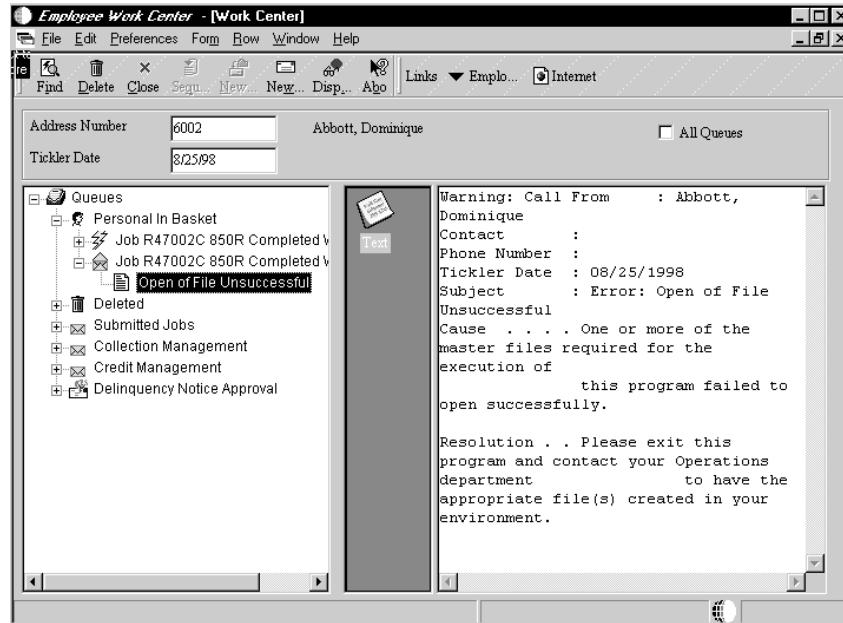 Employee Work Center - [Work Center]
File Edit Preferences Form Row Window Help
re
Find Delete Close Sequ... New... New... Disp... Abo Links Emplo... Internet
Address Number 6002 Abbott, Dominique All Queues
Tickler Date 8/25/98
Queues
Personal In Basket
Job R47002C 850R Completed W
Job R47002C 850R Completed W
Open of File Unsuccessful
Deleted
Submitted Jobs
Collection Management
Credit Management
Delinquency Notice Approval
Text
Warning: Call From : Abbott,
Dominique
Contact :
Phone Number :
Tickler Date : 08/25/1998
Subject : Error: Open of File
Unsuccessful
Cause . . . . One or more of the
master files required for the
execution of
this program failed to
open successfully.
Resolution . . Please exit this
program and contact your Operations
department to have the
appropriate file(s) created in your
environment.